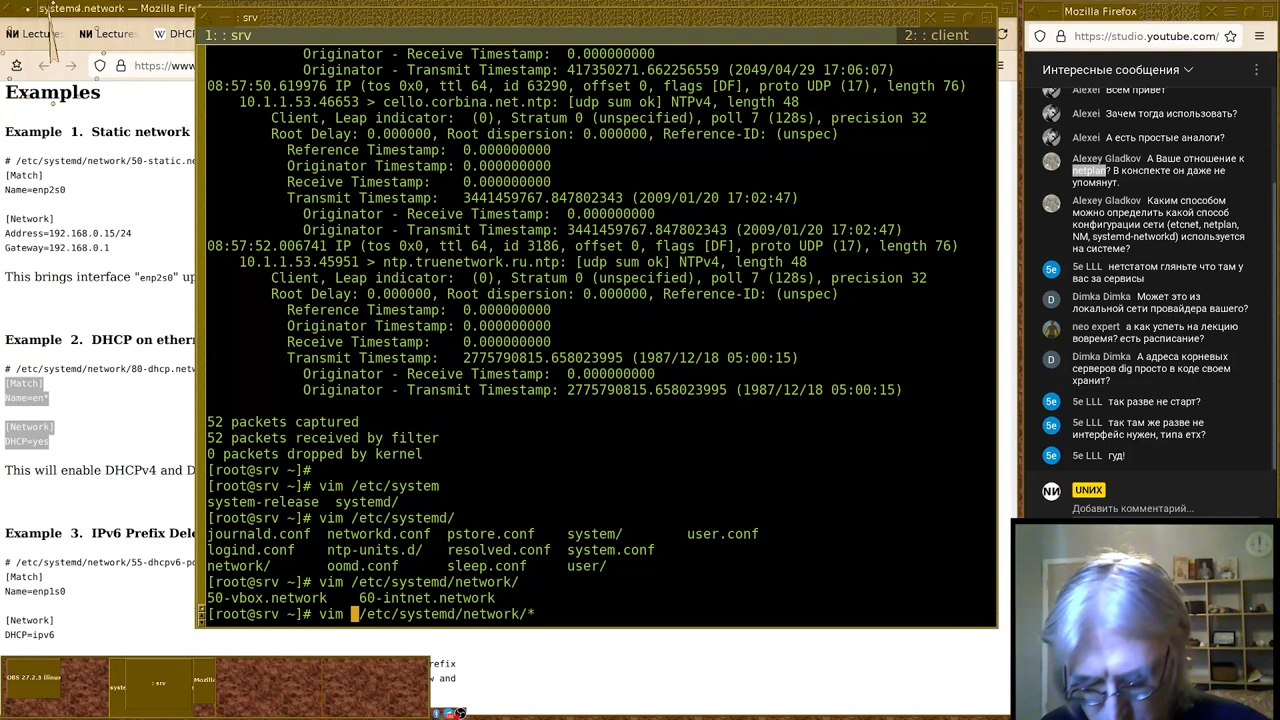 systemd.network — Mozilla Firefox
Lectures
Lectures
DHCP
https://www
Examples
Example 1. Static network
# /etc/systemd/network/50-static.ne
[Match]
Name=enp2s0
[Network]
Address=192.168.0.15/24
Gateway=192.168.0.1
This brings interface "enp2s0" up
Example 2. DHCP on ethern
# /etc/systemd/network/80-dhcp.netw
[Match]
Name=en*
[Network]
DHCP=yes
This will enable DHCPv4 and D
Example 3. IPv6 Prefix Dele
# /etc/systemd/network/55-dhcpv6-pd
[Match]
Name=enp1s0
[Network]
DHCP=ipv6
: srv
1: : srv
2: : client
Originator - Receive Timestamp:  0.000000000
Originator - Transmit Timestamp: 417350271.662256559 (2049/04/29 17:06:07)
08:57:50.619976 IP (tos 0x0, ttl 64, id 63290, offset 0, flags [DF], proto UDP (17), length 76)
10.1.1.53.46653 > cello.corbina.net.ntp: [udp sum ok] NTPv4, length 48
Client, Leap indicator:  (0), Stratum 0 (unspecified), poll 7 (128s), precision 32
Root Delay: 0.000000, Root dispersion: 0.000000, Reference-ID: (unspec)
Reference Timestamp:  0.000000000
Originator Timestamp: 0.000000000
Receive Timestamp:    0.000000000
Transmit Timestamp:   3441459767.847802343 (2009/01/20 17:02:47)
Originator - Receive Timestamp:  0.000000000
Originator - Transmit Timestamp: 3441459767.847802343 (2009/01/20 17:02:47)
08:57:52.006741 IP (tos 0x0, ttl 64, id 3186, offset 0, flags [DF], proto UDP (17), length 76)
10.1.1.53.45951 > ntp.truenetwork.ru.ntp: [udp sum ok] NTPv4, length 48
Client, Leap indicator:  (0), Stratum 0 (unspecified), poll 7 (128s), precision 32
Root Delay: 0.000000, Root dispersion: 0.000000, Reference-ID: (unspec)
Reference Timestamp:  0.000000000
Originator Timestamp: 0.000000000
Receive Timestamp:    0.000000000
Transmit Timestamp:   2775790815.658023995 (1987/12/18 05:00:15)
Originator - Receive Timestamp:  0.000000000
Originator - Transmit Timestamp: 2775790815.658023995 (1987/12/18 05:00:15)
52 packets captured
52 packets received by filter
0 packets dropped by kernel
[root@srv ~]#
[root@srv ~]# vim /etc/system
system-release  systemd/
[root@srv ~]# vim /etc/systemd/
journald.conf  networkd.conf  pstore.conf    system/        user.conf
logind.conf    ntp-units.d/   resolved.conf  system.conf
network/       oomd.conf      sleep.conf     user/
[root@srv ~]# vim /etc/systemd/network/
50-vbox.network    60-intnet.network
[root@srv ~]# vim /etc/systemd/network/*
refix
w and
OBS 27.2.3 (linux
syste
: srv
Mozilla
Mozilla Firefox
https://studio.youtube.com/
Интересные сообщения
Alexei Всем привет
Alexei Зачем тогда использовать?
Alexei А есть простые аналоги?
Alexey Gladkov А Ваше отношение к
netplan? В конспекте он даже не
упомянут.
Alexey Gladkov Каким способом
можно определить какой способ
конфигурации сети (etcnet, netplan,
NM, systemd-networkd) используется
на системе?
5e LLL нетстатом гляньте что там у
вас за сервисы
Dimka Dimka Может это из
локальной сети провайдера вашего?
neo expert а как успеть на лекцию
вовремя? есть расписание?
Dimka Dimka А адреса корневых
серверов dig просто в коде своем
хранит?
5e LLL так разве не старт?
5e LLL так там же разве не
интерфейс нужен, типа етх?
5e LLL гуд!
UNИX
Добавить комментарий...